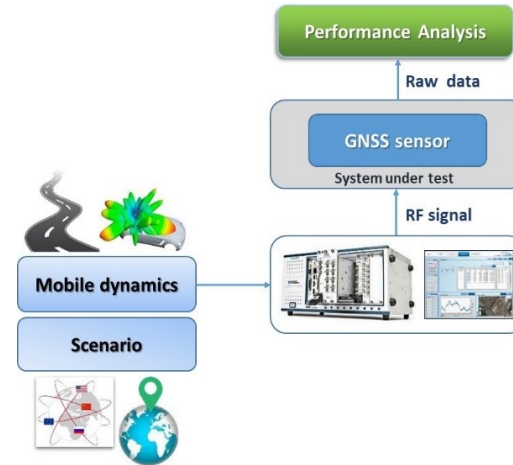 Performance Analysis
Raw data
GNSS sensor
System under test
RF signal
Mobile dynamics
Scenario